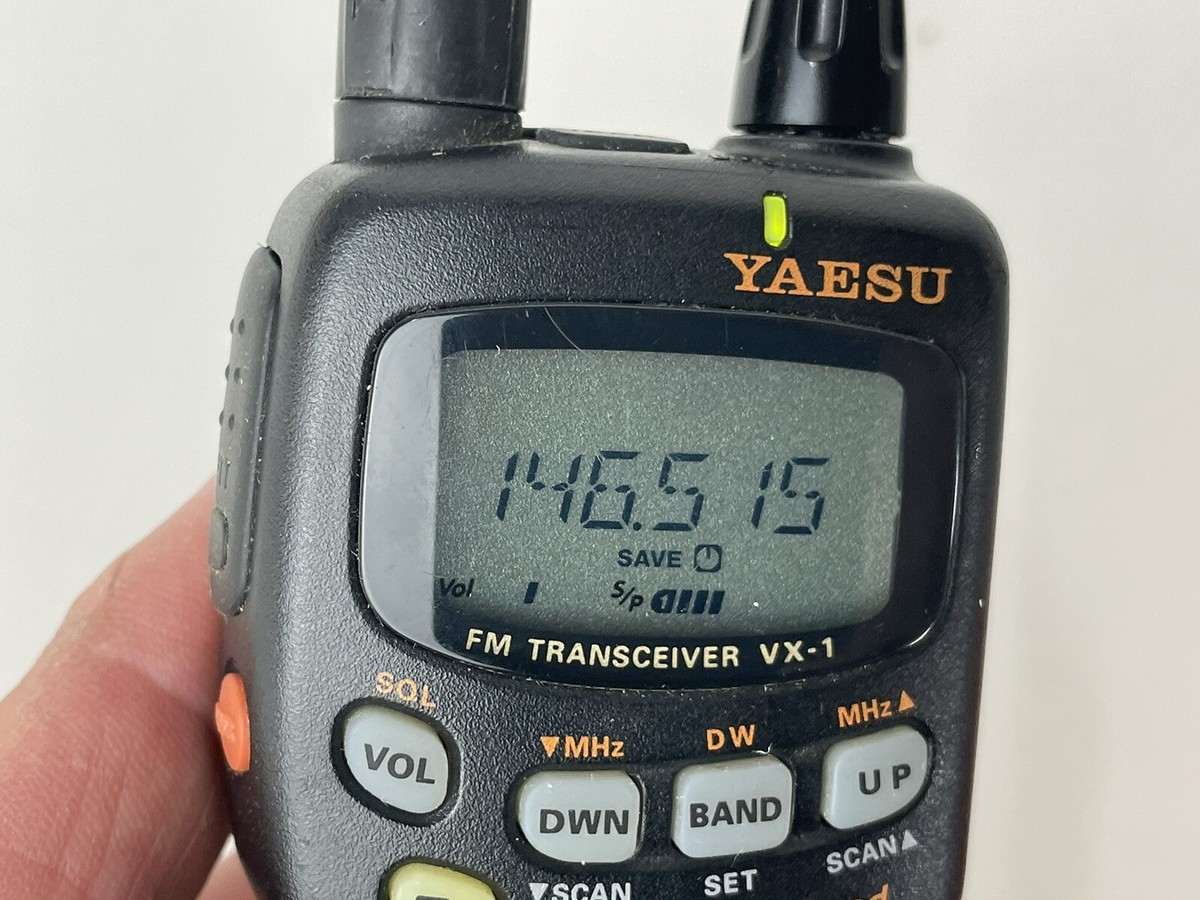 YAESU
146.515
SAVE
Vol S/P
FM TRANSCEIVER VX-1
SQL
VOL
▼MHz
DWN
▼SCAN
DW
BAND
SET
MHz▲
UP
SCAN▲